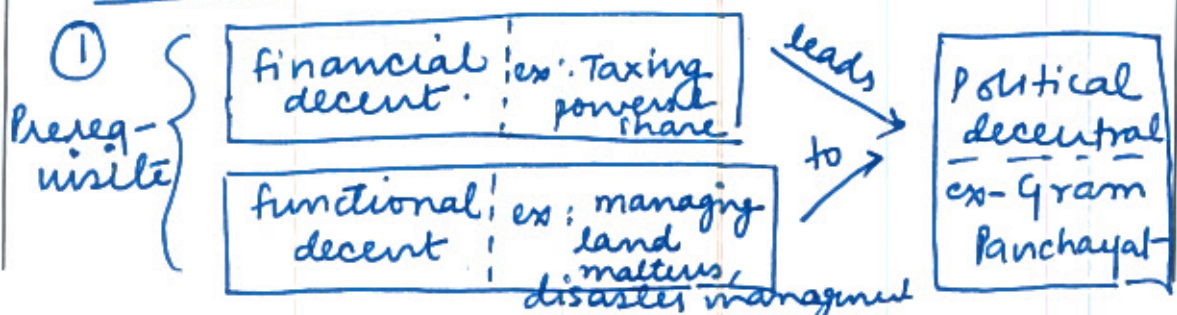 ①
Prereq-
uisite
financial
decent.
ex: Taxing
powers &
share
functional
decent
ex: managing
land
matters,
disaster management
leads
to
Political
decentral
ex- Gram
Panchayat